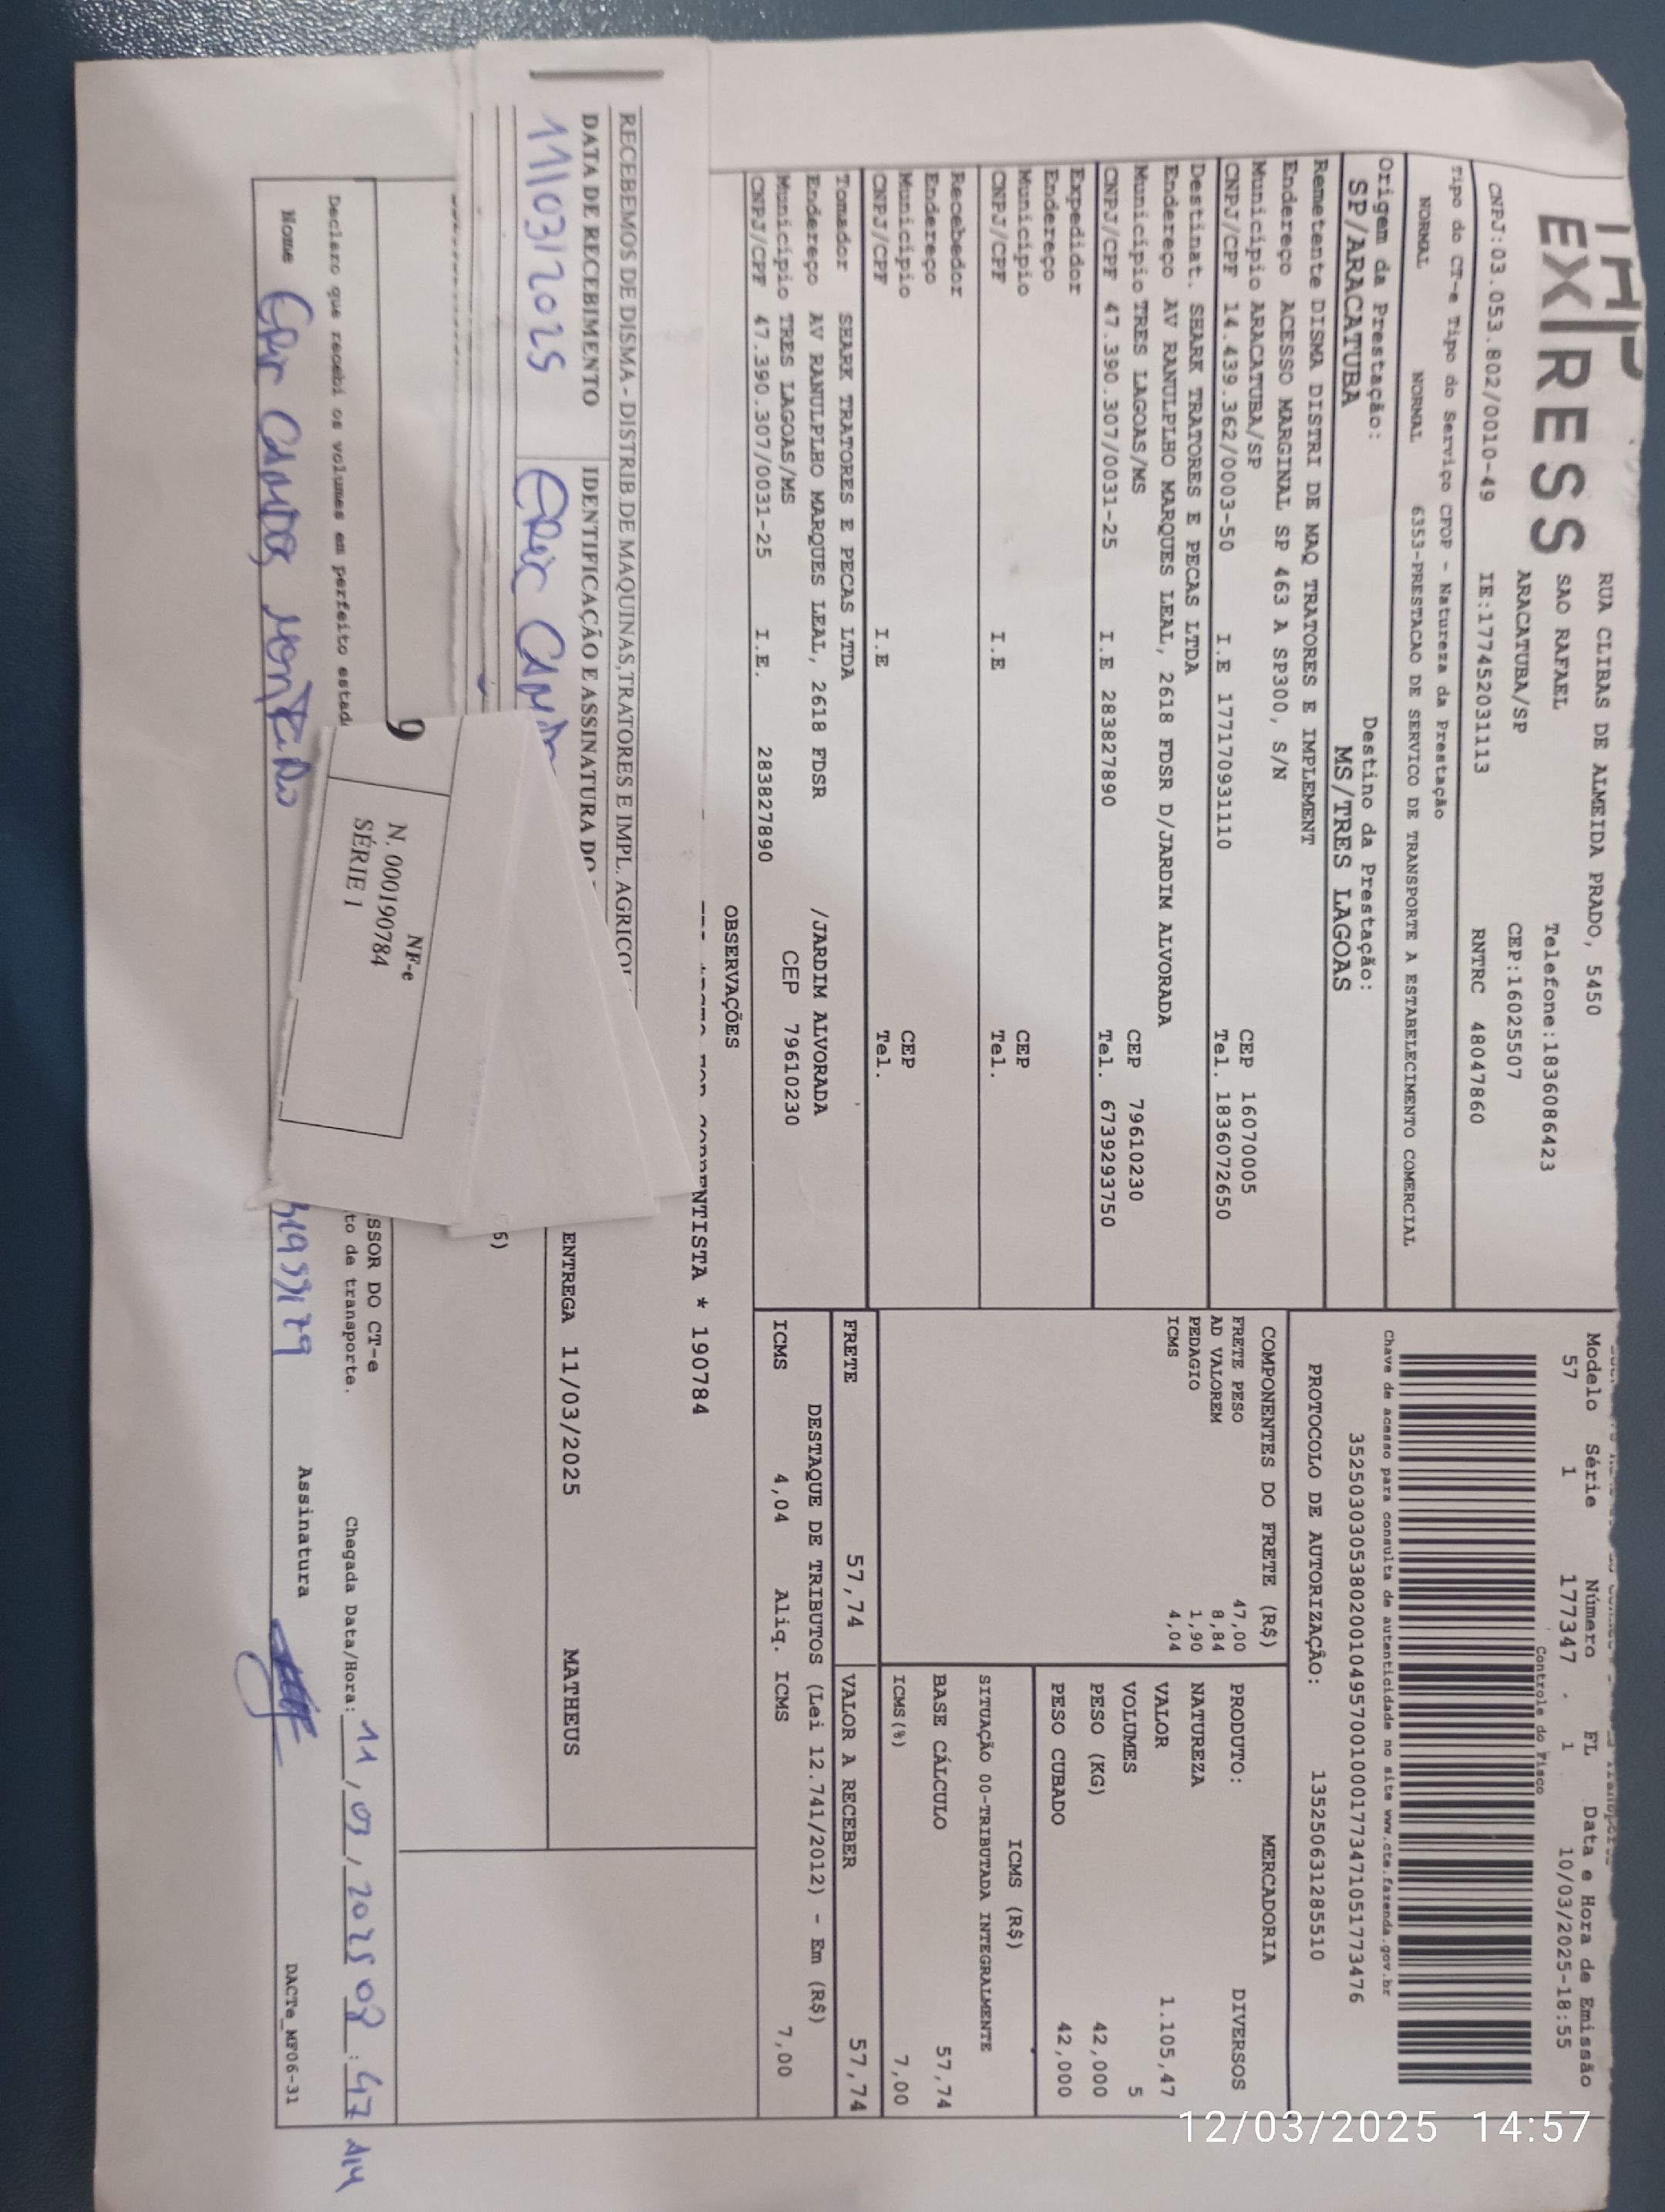 EXPRESS
RUA CLIBAS DE ALMEIDA PRADO, 5450
SAO RAFAEL
Telefone:1836086423
ARACATUBA/SP
CEP:16025507
CNPJ:03.053.802/0010-49 IE:177452031113 RNTRC 48047860
Tipo do CT-e Tipo do Serviço CFOP - Natureza da Prestação
NORMAL NORMAL 6353-PRESTACAO DE SERVICO DE TRANSPORTE A ESTABELECIMENTO COMERCIAL
Origem da Prestação: Destino da Prestação:
SP/ARACATUBA MS/TRES LAGOAS
Modelo Série Número FL Data e Hora de Emissão
57 1 177347 . 1 10/03/2025-18:55
Controle do Fisco
Chave de acesso para consulta de autenticidade no site www.cte.fazenda.gov.br
35250303053802001049570010001773471051773476
PROTOCOLO DE AUTORIZAÇÃO: 135250631285510
Remetente DISMA DISTRI DE MAQ TRATORES E IMPLEMENT
Endereço ACESSO MARGINAL SP 463 A SP300, S/N
Município ARACATUBA/SP CEP 16070005
CNPJ/CPF 14.439.362/0003-50 I.E 177170931110 Tel. 1836072650
Destinat. SEARK TRATORES E PECAS LTDA
Endereço AV RANULPLHO MARQUES LEAL, 2618 FDSR D/JARDIM ALVORADA
Município TRES LAGOAS/MS CEP 79610230
CNPJ/CPF 47.390.307/0031-25 I.E 283827890 Tel. 6739293750
Expedidor
Endereço
Município CEP
CNPJ/CPF I.E Tel.
Recebedor
Endereço
Município CEP
CNPJ/CPF I.E Tel.
Tomador SEARK TRATORES E PECAS LTDA
Endereço AV RANULPLHO MARQUES LEAL, 2618 FDSR /JARDIM ALVORADA
Município TRES LAGOAS/MS CEP 79610230
CNPJ/CPF 47.390.307/0031-25 I.E. 283827890
COMPONENTES DO FRETE (R$)
FRETE PESO 47,00
AD VALOREM 8,84
PEDAGIO 1,90
ICMS 4,04
MERCADORIA
PRODUTO: DIVERSOS
NATUREZA
VALOR 1.105,47
VOLUMES 5
PESO (KG) 42,000
PESO CUBADO 42,000
ICMS (R$)
SITUAÇÃO 00-TRIBUTADA INTEGRALMENTE
BASE CÁLCULO 57,74
ICMS(%) 7,00
FRETE 57,74 VALOR A RECEBER 57,74
DESTAQUE DE TRIBUTOS (Lei 12.741/2012) - Em (R$)
ICMS 4,04 Aliq. ICMS 7,00
OBSERVAÇÕES
* 190784
RECEBEMOS DE DISMA - DISTRIB.DE MAQUINAS,TRATORES E IMPL. AGRICOL
DATA DE RECEBIMENTO IDENTIFICAÇÃO E ASSINATURA DO
11/03/2025
ENTREGA 11/03/2025 MATHEUS
NF-e
N. 000190784
SÉRIE 1
SSOR DO CT-e
Declaro que recebi os volumes em perfeito estad
to de transporte. Chegada Data/Hora: 11/03/2025 08:47
Nome
Assinatura
DACTe_MF06-31
12/03/2025 14:57